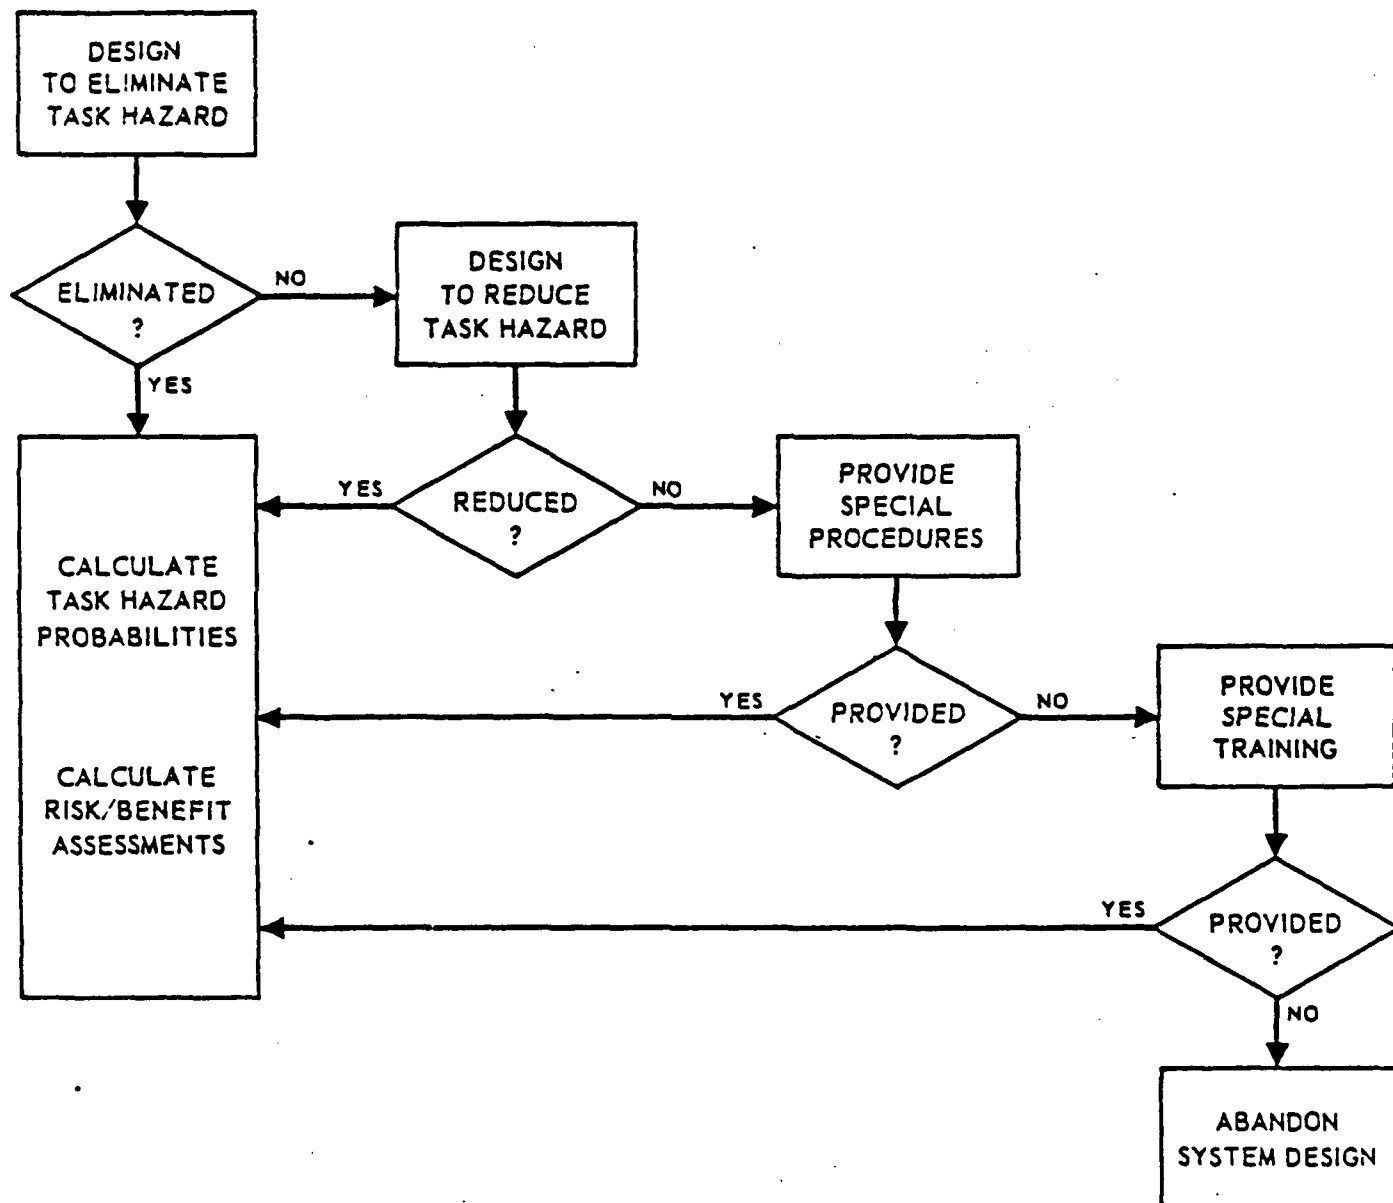 DESIGN
TO ELIMINATE
TASK HAZARD
ELIMINATED
?
NO
YES
DESIGN
TO REDUCE
TASK HAZARD
YES
REDUCED
?
NO
PROVIDE
SPECIAL
PROCEDURES
CALCULATE
TASK HAZARD
PROBABILITIES
YES
PROVIDED
?
NO
PROVIDE
SPECIAL
TRAINING
CALCULATE
RISK/BENEFIT
ASSESSMENTS
YES
PROVIDED
?
NO
ABANDON
SYSTEM DESIGN